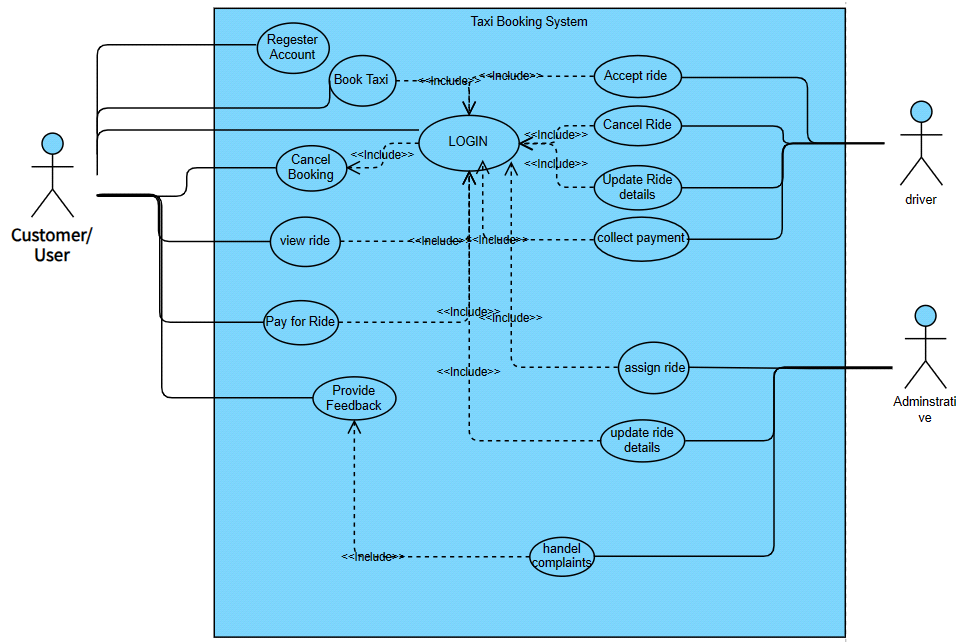 Taxi Booking System
Regester
Account
Book Taxi
<<Include>>
<<Include>>
Accept ride
LOGIN
Cancel Ride
<<Include>>
<<Include>>
Cancel
Booking
<<Include>>
Update Ride
details
driver
Customer/
User
view ride
<<Include>>
<<Include>>
collect payment
Pay for Ride
<<Include>>
<<Include>>
assign ride
<<Include>>
Provide
Feedback
Adminstrati
ve
update ride
details
handel
complaints
<<Include>>